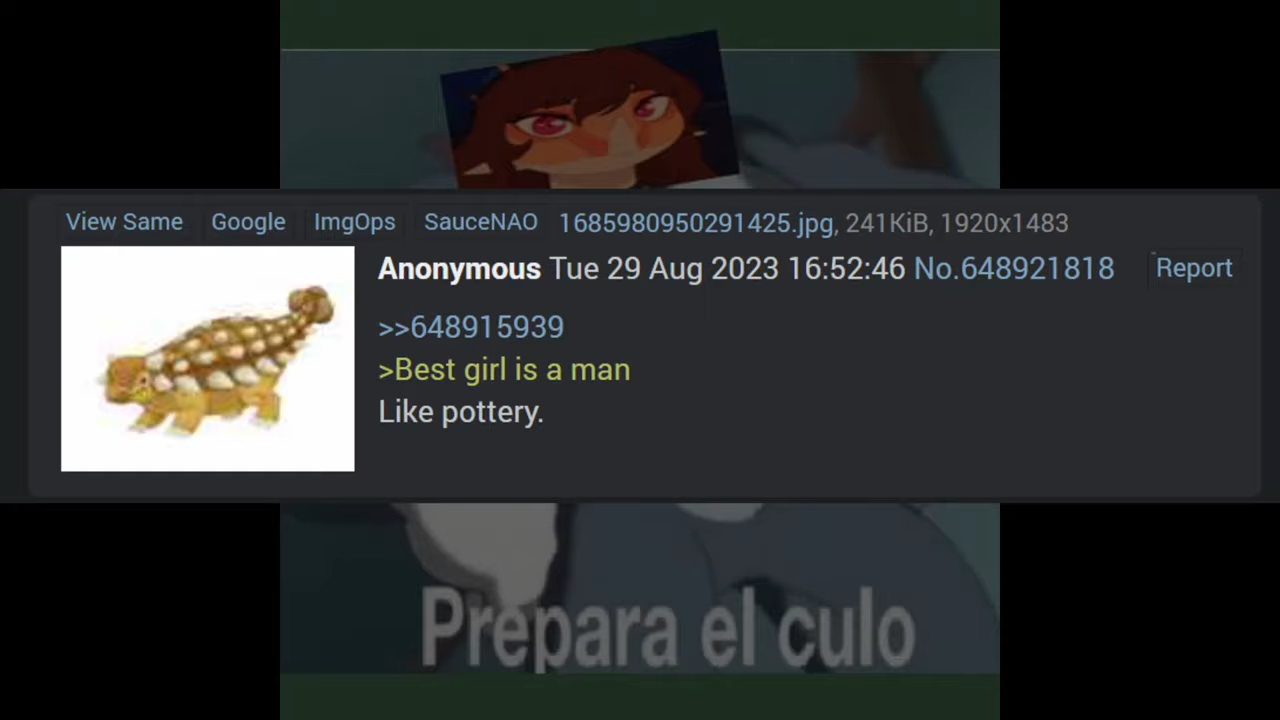 View Same Google ImgOps SauceNAO 1685980950291425.jpg, 241KiB, 1920x1483
Anonymous Tue 29 Aug 2023 16:52:46 No.648921818 Report
>>648915939
>Best girl is a man
Like pottery.
Prepara el culo